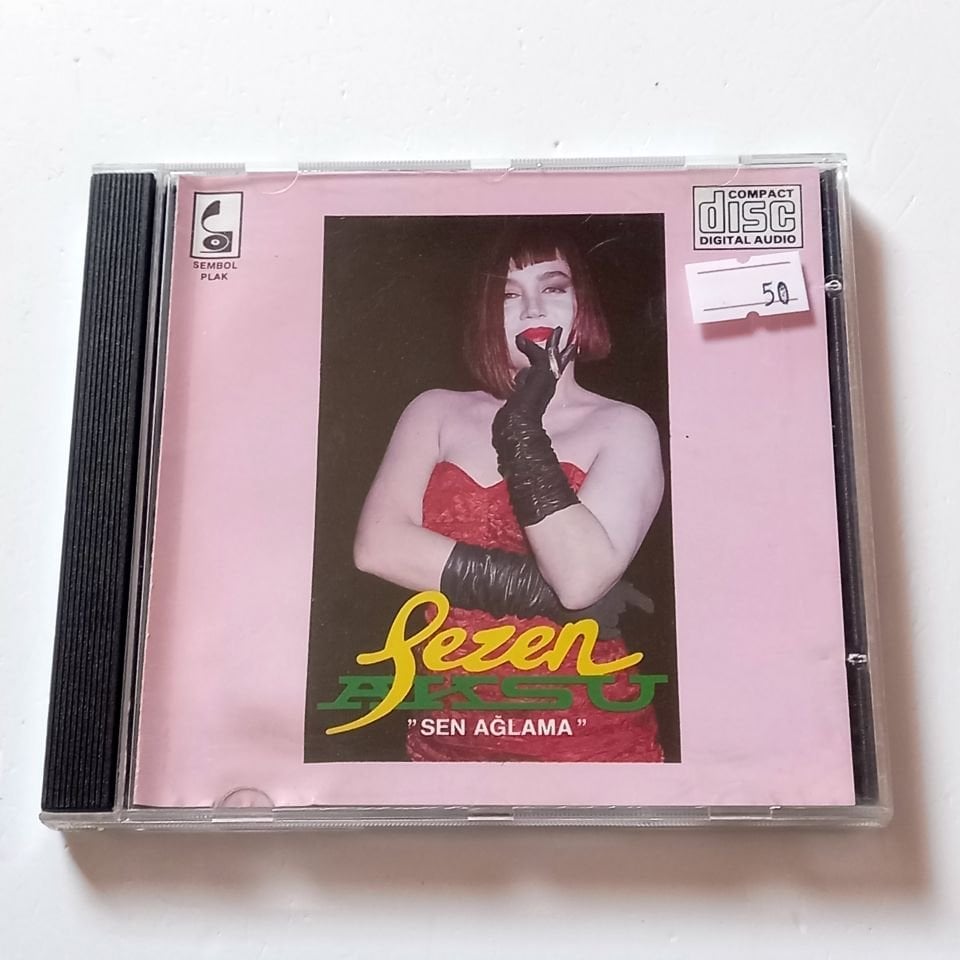 SEMBOL
PLAK
COMPACT
disc
DIGITAL AUDIO
50
Sezen
AKSU
"SEN AĞLAMA"